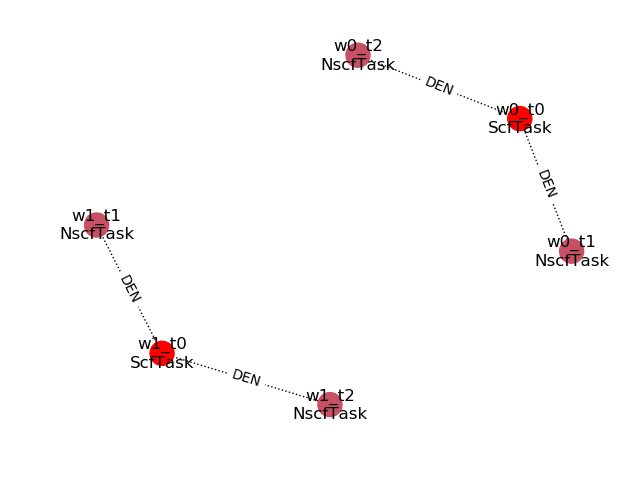 w0_t2
NscfTask
DEN
w0_t0
ScfTask
DEN
w1_t1
NscfTask
w0_t1
NscfTask
DEN
w1_t0
ScfTask
DEN
w1_t2
NscfTask